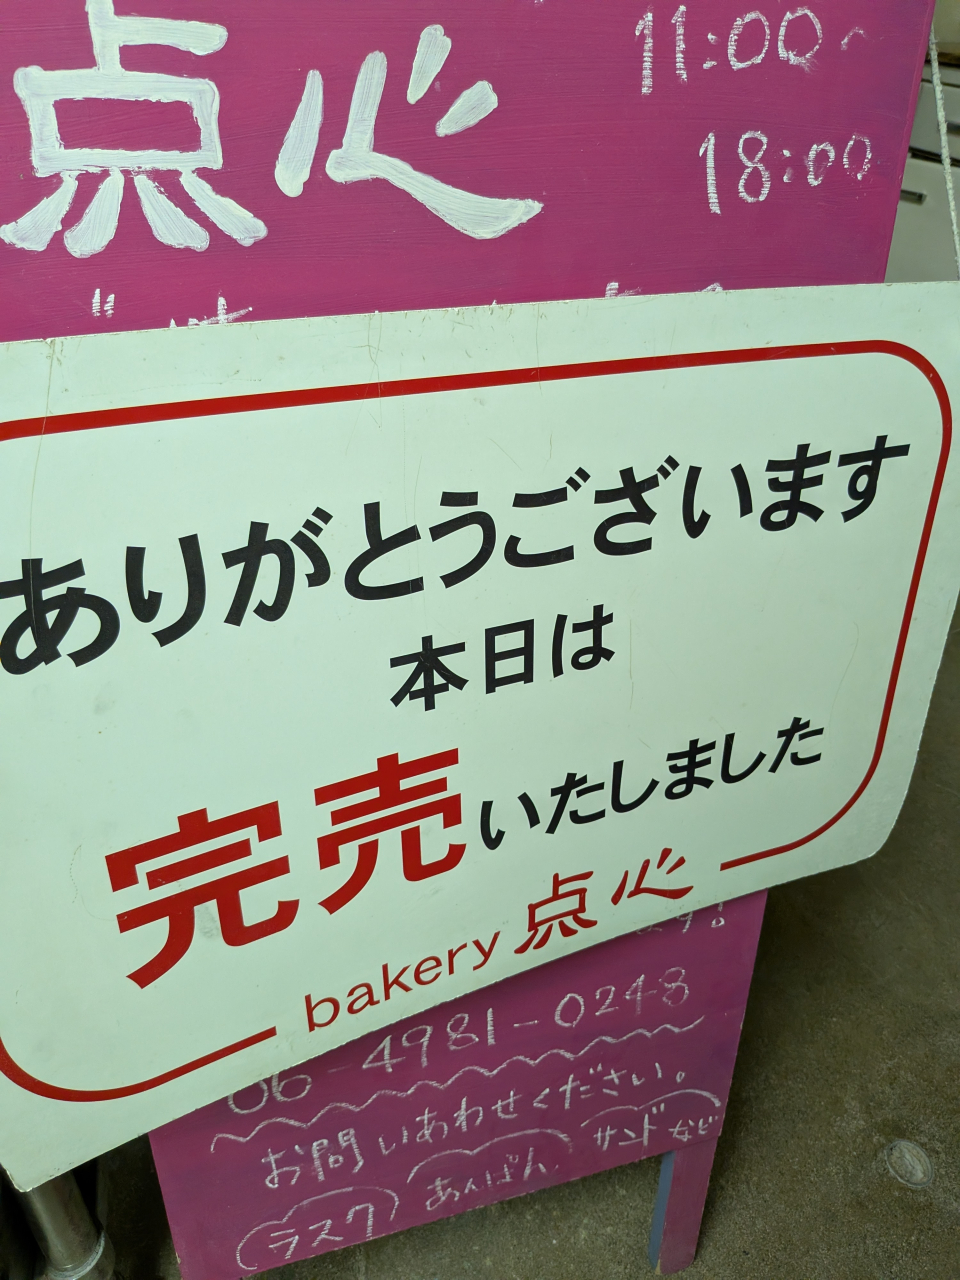 点心
11:00~
18:00
ありがとうございます
本日は
完売いたしました
bakery 点心
06-4981-0248
お問いあわせください。
ラスク あんぱん サンド など